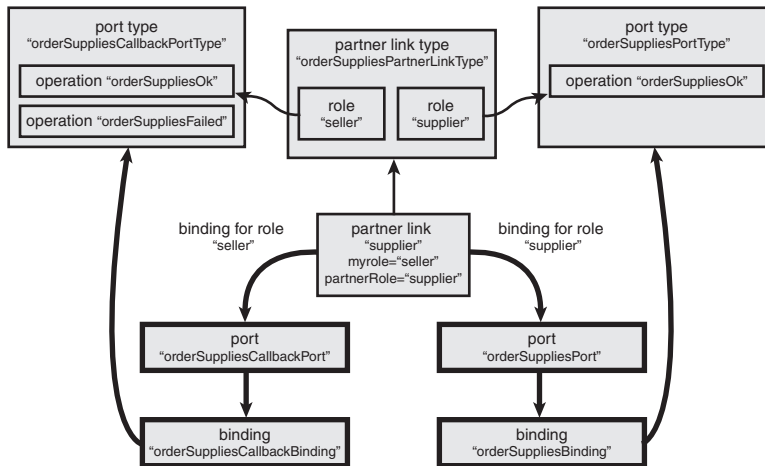 port type
“orderSuppliesCallbackPortType”
operation “orderSuppliesOk”
operation “orderSuppliesFailed”
partner link type
“orderSuppliesPartnerLinkType”
role
“seller”
role
“supplier”
port type
“orderSuppliesPortType”
operation “orderSuppliesOk”
binding for role
“seller”
partner link
“supplier”
myrole=“seller”
partnerRole=“supplier”
binding for role
“supplier”
port
“orderSuppliesCallbackPort”
port
“orderSuppliesPort”
binding
“orderSuppliesCallbackBinding”
binding
“orderSuppliesBinding”